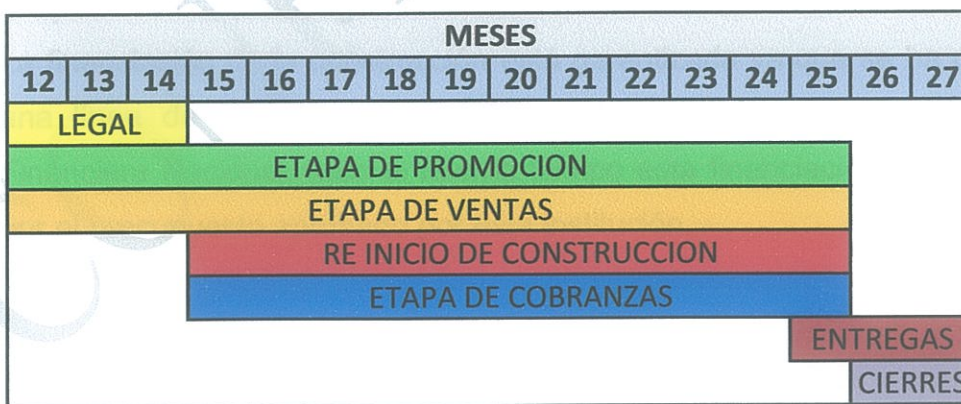 MESES
12 13 14 15 16 17 18 19 20 21 22 23 24 25 26 27
LEGAL
ETAPA DE PROMOCION
ETAPA DE VENTAS
RE INICIO DE CONSTRUCCION
ETAPA DE COBRANZAS
ENTREGAS
CIERRES